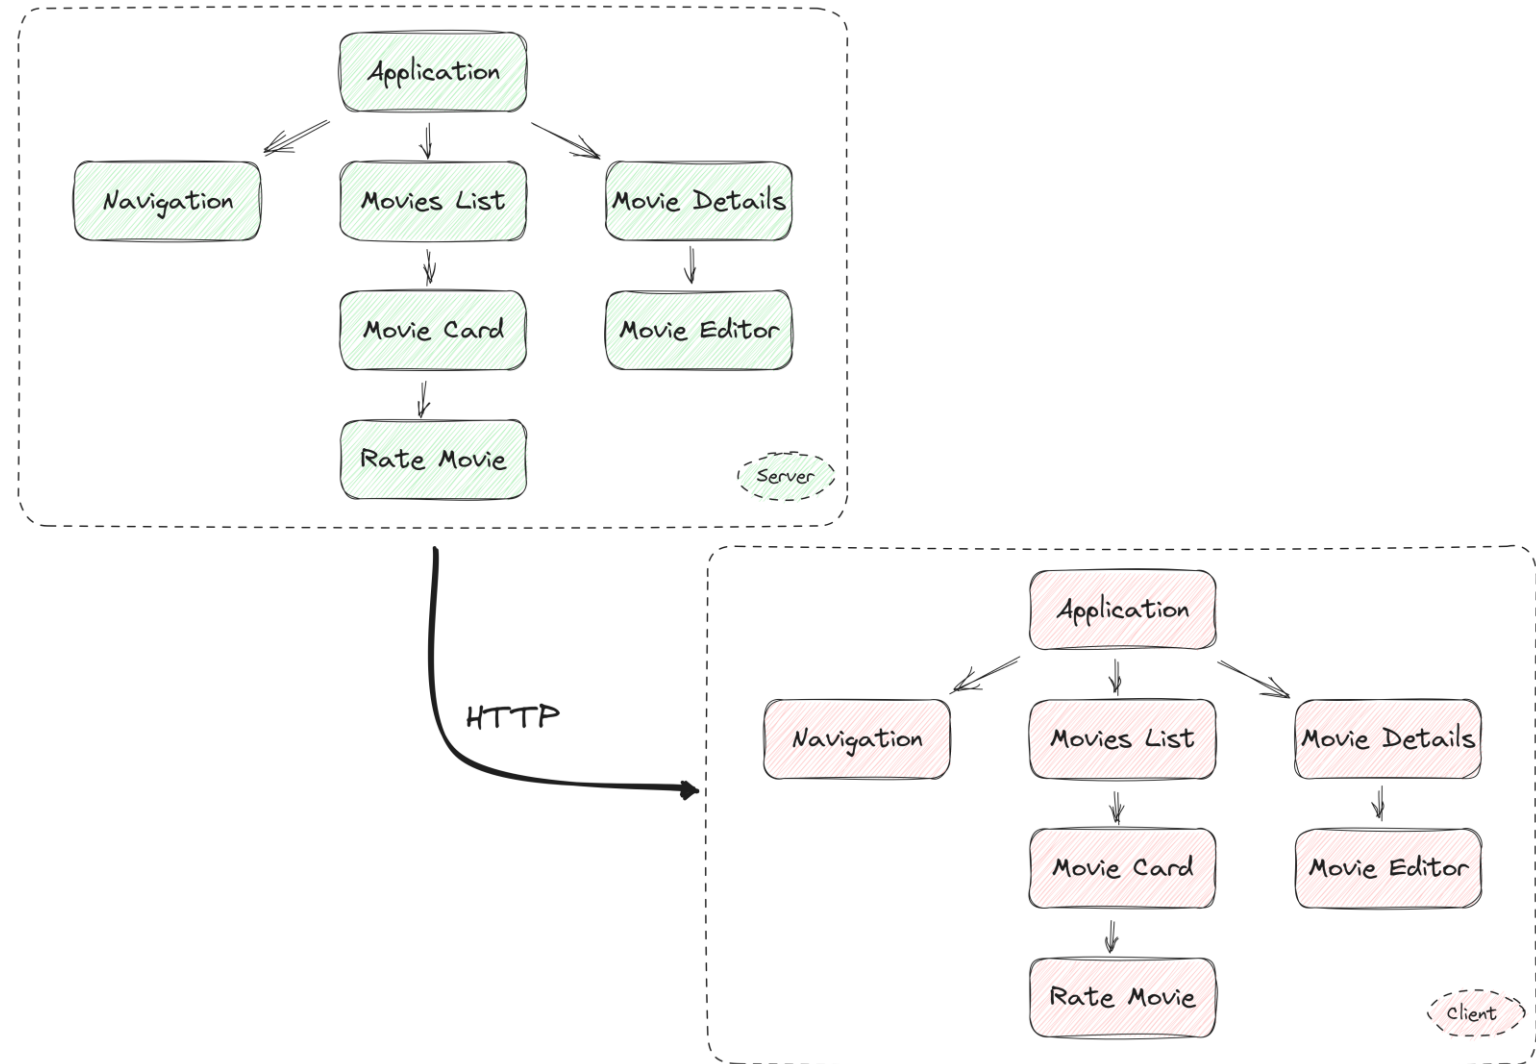 Application
Navigation
Movies List
Movie Details
Movie Card
Movie Editor
Rate Movie
Server
HTTP
Application
Navigation
Movies List
Movie Details
Movie Card
Movie Editor
Rate Movie
Client